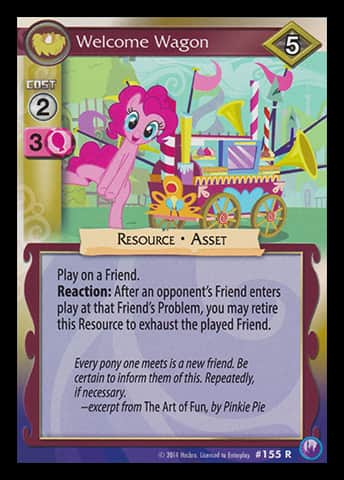 Welcome Wagon
5
COST
2
3
RESOURCE • ASSET
Play on a Friend.
Reaction: After an opponent's Friend enters
play at that Friend's Problem, you may retire
this Resource to exhaust the played Friend.
Every pony one meets is a new friend. Be
certain to inform them of this. Repeatedly,
if necessary.
–excerpt from The Art of Fun, by Pinkie Pie
© 2014 Hasbro. Licensed to Enterplay. #155 R